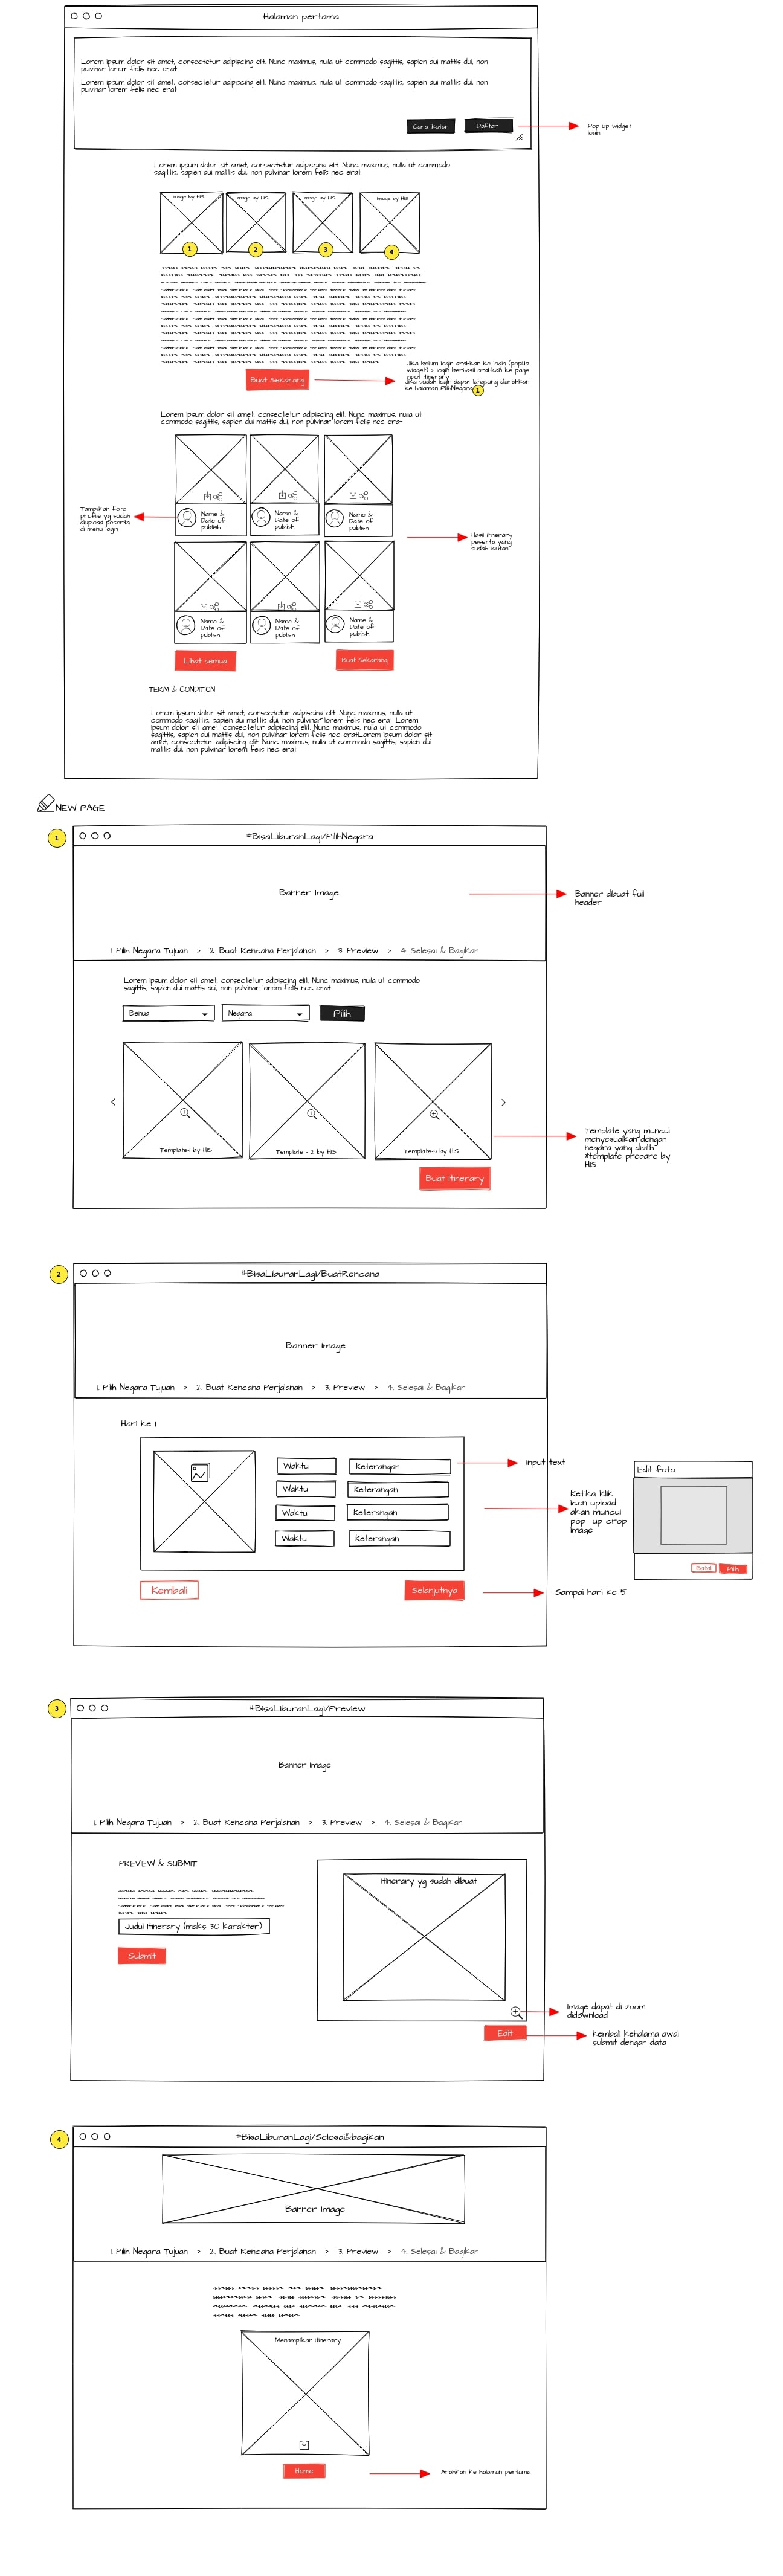 Halaman pertama
Lorem ipsum dolor sit amet, consectetur adipiscing elit. Nunc maximus, nulla ut commodo sagittis, sapien dui mattis dui, non
pulvinar lorem felis nec erat
Lorem ipsum dolor sit amet, consectetur adipiscing elit. Nunc maximus, nulla ut commodo sagittis, sapien dui mattis dui, non
pulvinar lorem felis nec erat
Cara ikutan
Daftar
Pop up widget
loain
Lorem ipsum dolor sit amet, consectetur adipiscing elit. Nunc maximus, nulla ut commodo
sagittis, sapien dui mattis dui, non pulvinar lorem felis nec erat
Image by HIS
Image by HIS
Image by HIS
Image by HIS
1
2
3
4
Buat Sekarang
Jika belum login arahkan ke login (popUp
widget) > login berhasil arahkan ke page
input itinerary
Jika sudah login dapat langsung diarahkan
ke halaman PilihNegara
1
Lorem ipsum dolor sit amet, consectetur adipiscing elit. Nunc maximus, nulla ut
commodo sagittis, sapien dui mattis dui, non pulvinar lorem felis nec erat
Tampilkan foto
profile yg sudah
diupload peserta
di menu login
Name &
Date of
publish
Name &
Date of
publish
Name &
Date of
publish
Hasil itinerary
peserta yang
sudah ikutan
Name &
Date of
publish
Name &
Date of
publish
Name &
Date of
publish
Lihat semua
Buat Sekarang
TERM & CONDITION
Lorem ipsum dolor sit amet, consectetur adipiscing elit. Nunc maximus, nulla ut
commodo sagittis, sapien dui mattis dui, non pulvinar lorem felis nec erat Lorem
ipsum dolor sit amet, consectetur adipiscing elit. Nunc maximus, nulla ut commodo
sagittis, sapien dui mattis dui, non pulvinar lorem felis nec eratLorem ipsum dolor sit
amet, consectetur adipiscing elit. Nunc maximus, nulla ut commodo sagittis, sapien dui
mattis dui, non pulvinar lorem felis nec erat
NEW PAGE
1
#BisaLiburanLagi/PilihNegara
Banner Image
Banner dibuat full
header
1. Pilih Negara Tujuan > 2. Buat Rencana Perjalanan > 3. Preview > 4. Selesai & Bagikan
Lorem ipsum dolor sit amet, consectetur adipiscing elit. Nunc maximus, nulla ut commodo
sagittis, sapien dui mattis dui, non pulvinar lorem felis nec erat
Benua
Negara
Pilih
Template-1 by HIS
Template - 2 by HIS
Template-3 by HIS
Template yang muncul
menyesuaikan dengan
negara yang dipilih
*template prepare by
HIS
Buat Itinerary
2
#BisaLiburanLagi/BuatRencana
Banner Image
1. Pilih Negara Tujuan > 2. Buat Rencana Perjalanan > 3. Preview > 4. Selesai & Bagikan
Hari ke 1
Waktu
Keterangan
Input text
Waktu
Keterangan
Waktu
Keterangan
Waktu
Keterangan
Ketika klik
icon upload
akan muncul
pop up crop
image
Edit foto
Batal
Pilih
Kembali
Selanjutnya
Sampai hari ke 5
3
#BisaLiburanLagi/Preview
Banner Image
1. Pilih Negara Tujuan > 2. Buat Rencana Perjalanan > 3. Preview > 4. Selesai & Bagikan
PREVIEW & SUBMIT
Judul Itinerary (maks 30 karakter)
Submit
Itinerary yg sudah dibuat
Image dapat di zoom
didownload
Edit
kembali kehalama awal
submit dengan data
4
#BisaLiburanLagi/Selesai&bagikan
Banner Image
1. Pilih Negara Tujuan > 2. Buat Rencana Perjalanan > 3. Preview > 4. Selesai & Bagikan
Menampilkan Itinerary
Home
Arahkan ke halaman pertama